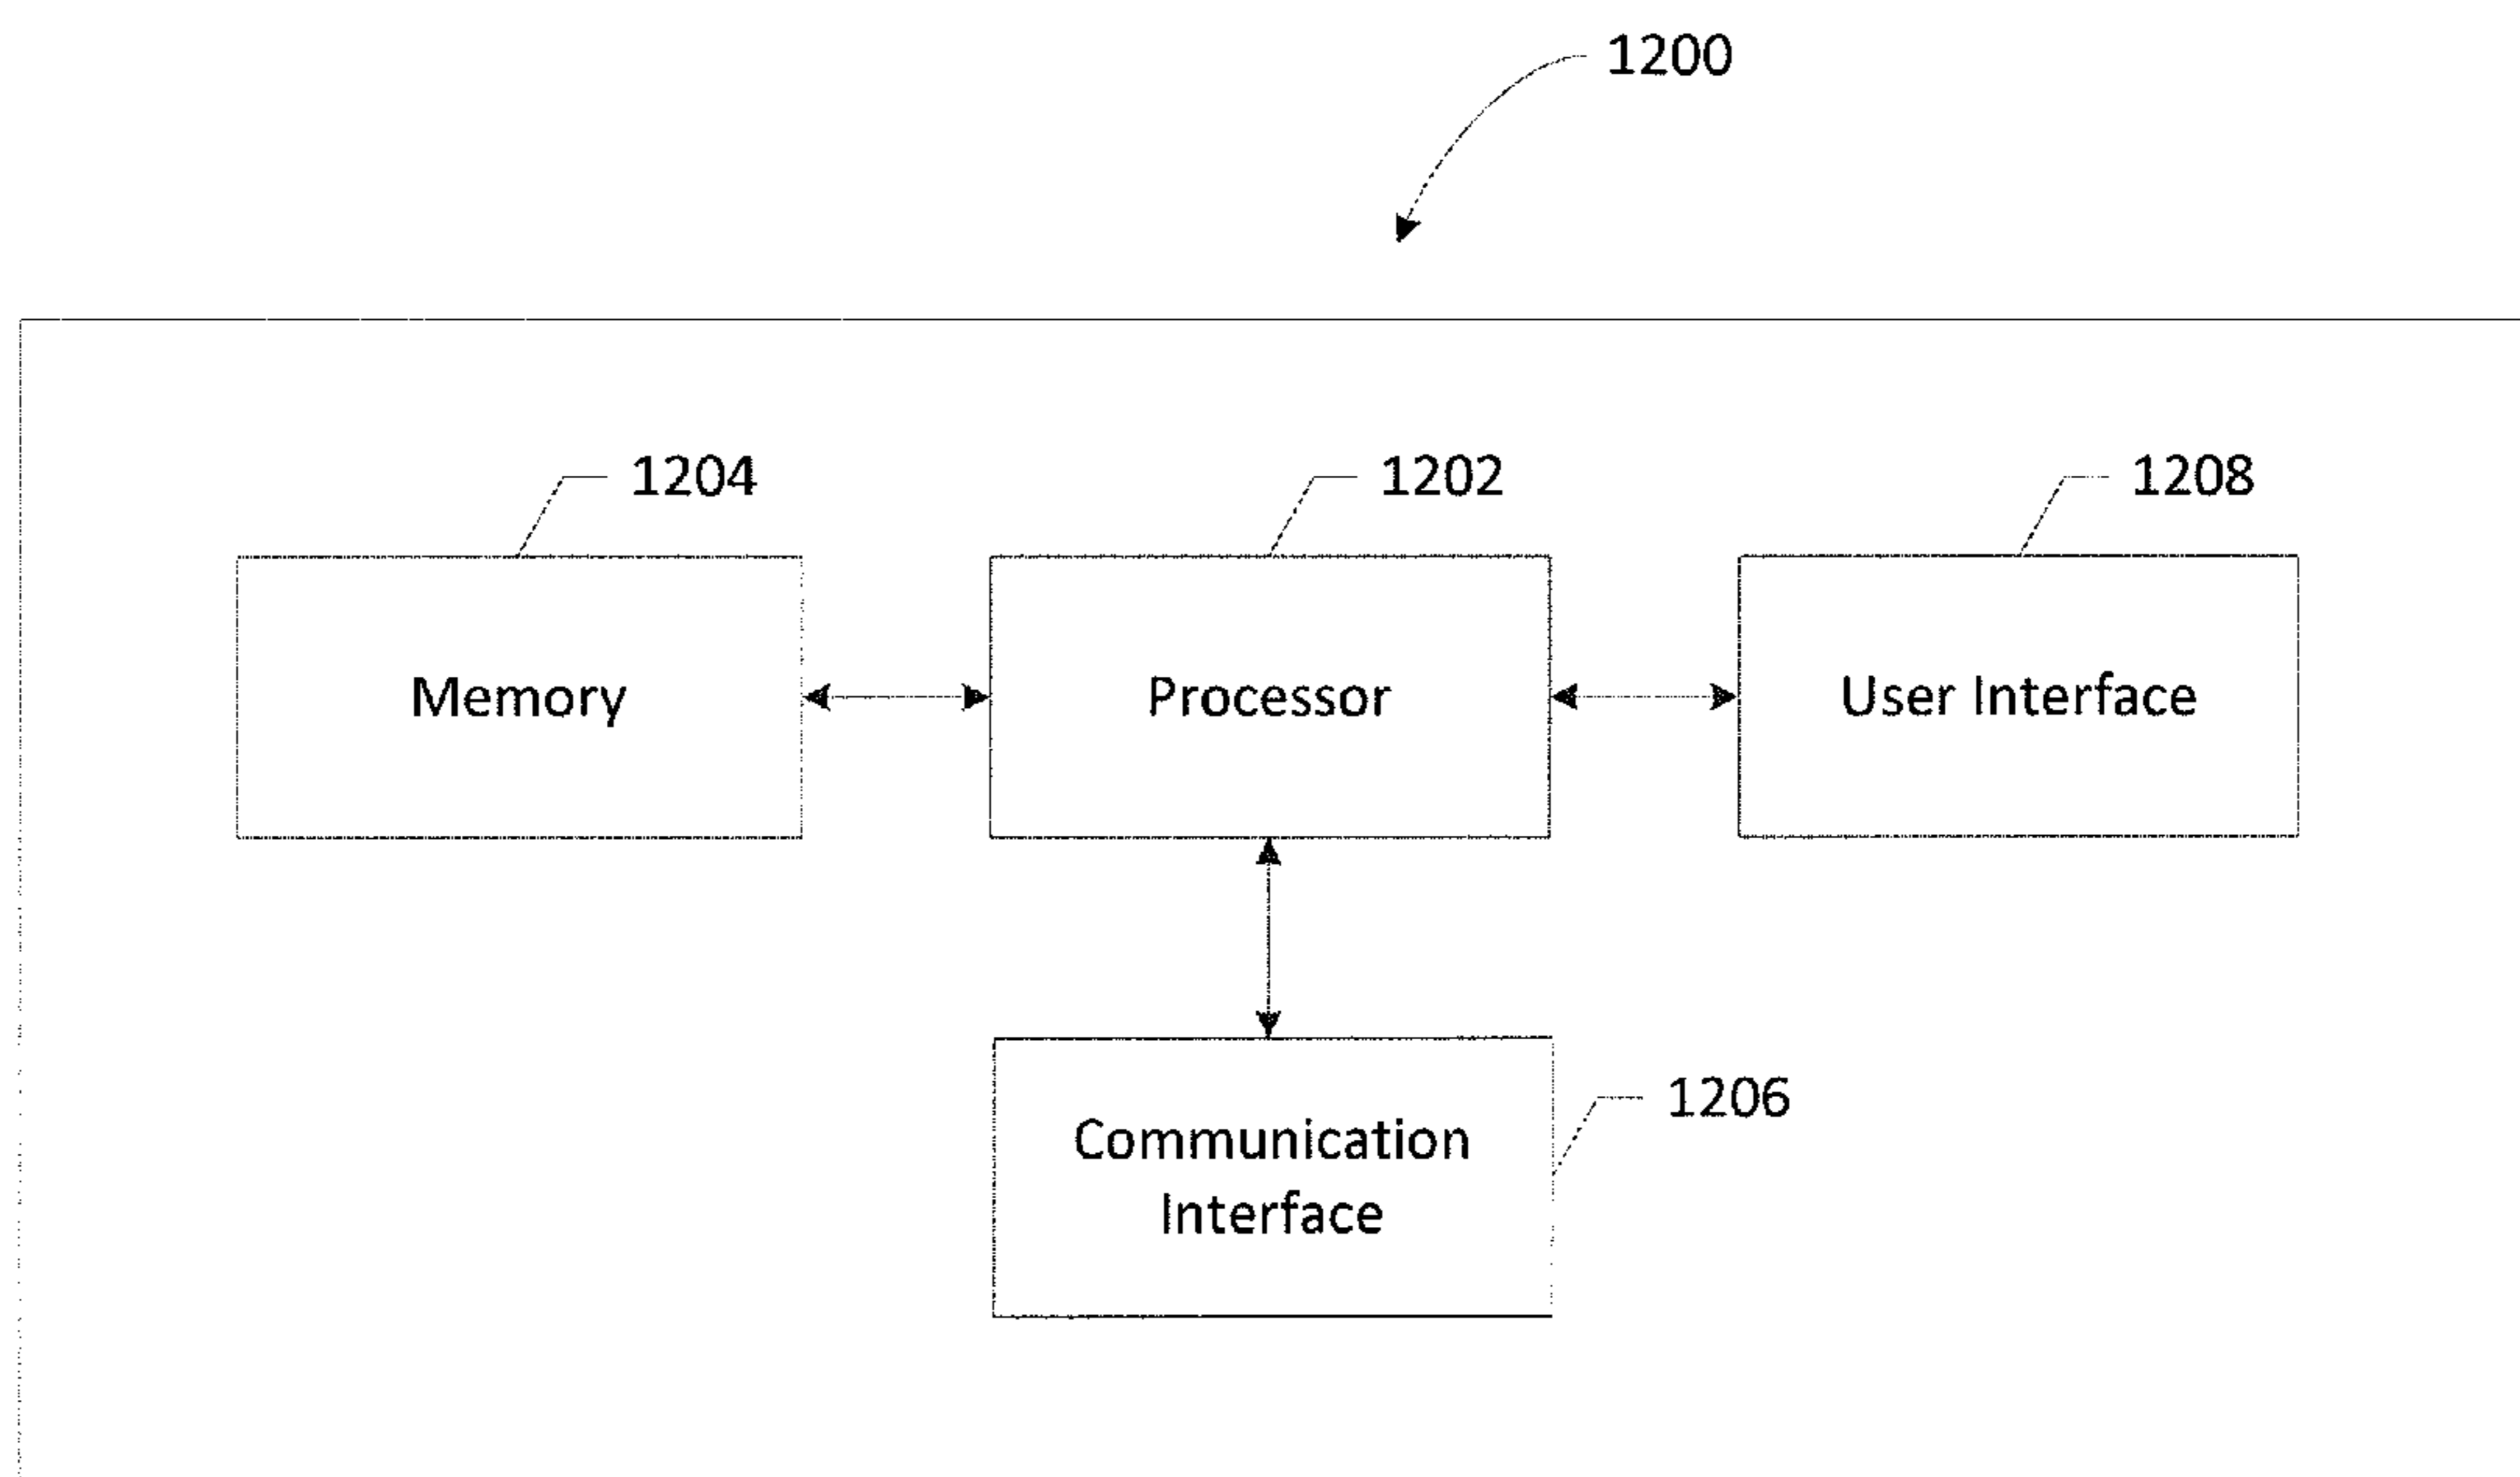 1200
1204
1202
1208
Memory
Processor
User Interface
1206
Communication
Interface